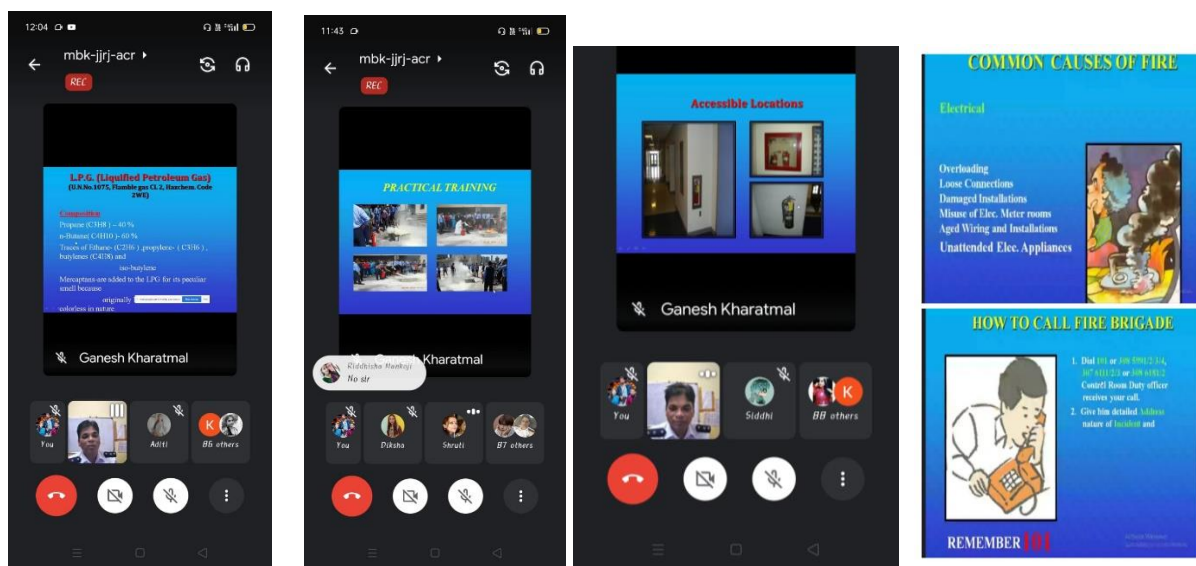 12:04
mbk-jjrj-acr
REC
L.P.G. (Liquified Petroleum Gas)
(U.N.No.1075, Flamble gas Cl. 2, Hazchem. Code
2WE)
Composition
Propane (C3H8 ) – 40 %
n-Butane( C4H10 )- 60 %
Traces of Ethane- (C2H6 ) ,propylene- ( C3H6 ) ,
butylenes (C4H8) and
iso-butylene
Mercaptans are added to the LPG for its peculiar
smell because
originally
colorless in nature
Ganesh Kharatmal
You
Aditi
K
86 others
11:43
mbk-jjrj-acr
REC
PRACTICAL TRAINING
Ganesh Kharatmal
No sir
You
Diksha
Shruti
87 others
Accessible Locations
Ganesh Kharatmal
You
Siddhi
K
88 others
COMMON CAUSES OF FIRE
Electrical
Overloading
Loose Connections
Damaged Installations
Misuse of Elec. Meter rooms
Aged Wiring and Installations
Unattended Elec. Appliances
HOW TO CALL FIRE BRIGADE
1. Dial 101 or
Control Room Duty officer
receives your call.
2. Give him detailed Address
nature of Incident and
REMEMBER 101